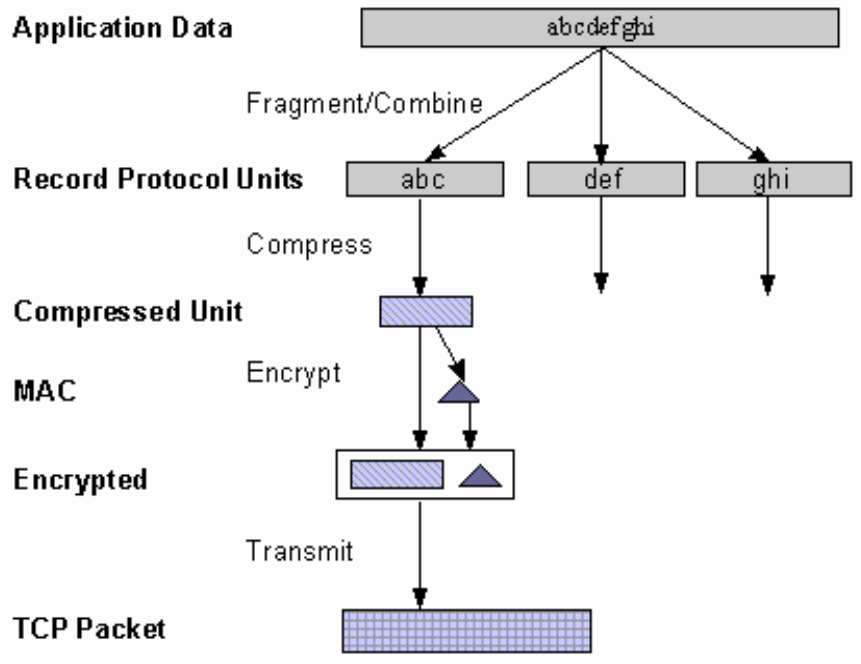 Application Data
abcdefghi
Fragment/Combine
Record Protocol Units
abc
def
ghi
Compress
Compressed Unit
Encrypt
MAC
Encrypted
Transmit
TCP Packet